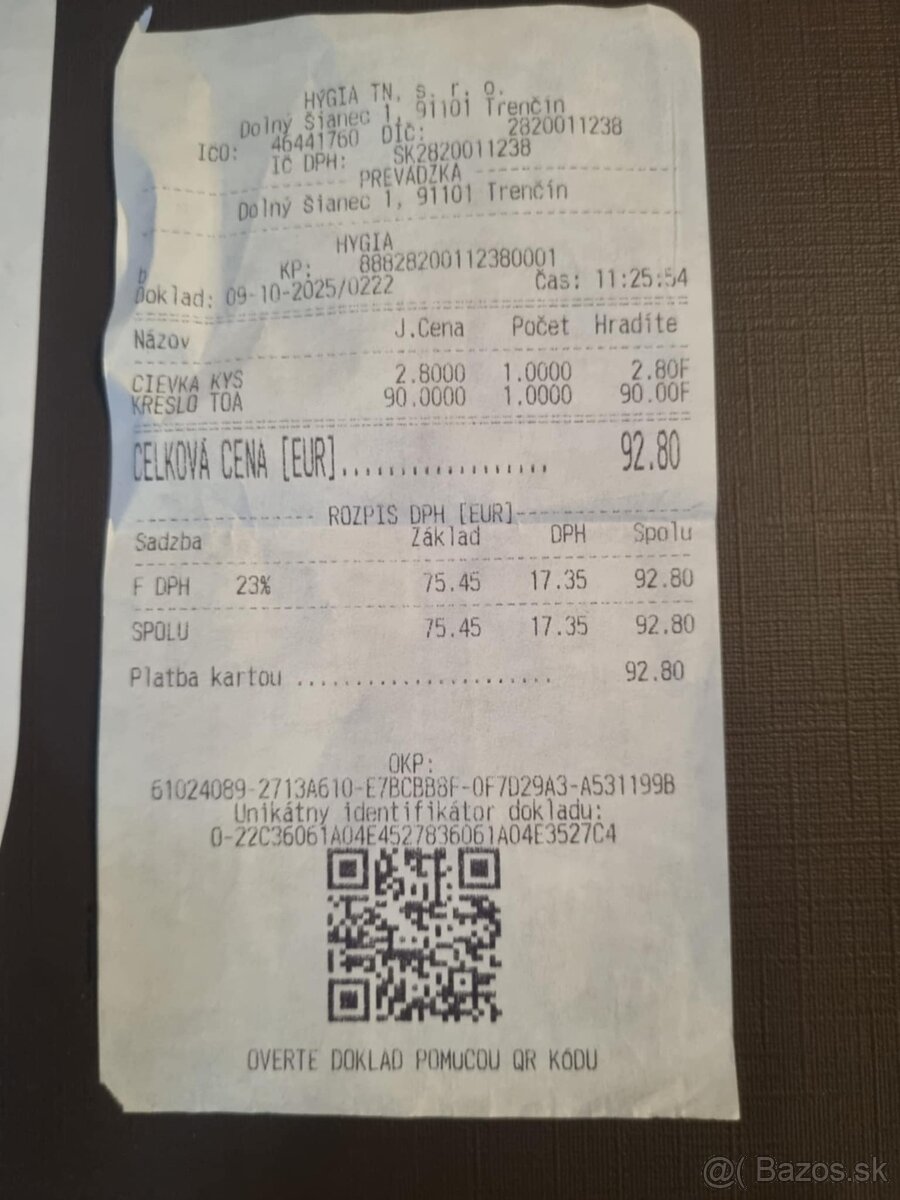 HYGIA TN, s. r. o.
Dolný Šianec 1, 91101 Trenčín
IČO: 46441760 DIČ: 2820011238
IČ DPH: SK2820011238
PREVÁDZKA
Dolný Šianec 1, 91101 Trenčín
HYGIA
KP: 88828200112380001
b
Doklad: 09-10-2025/0222 Čas: 11:25:54
Názov J.Cena Počet Hradíte
CIEVKA KYS 2.8000 1.0000 2.80F
KRESLO TOA 90.0000 1.0000 90.00F
CELKOVÁ CENA [EUR].................. 92.80
ROZPIS DPH [EUR]
Sadzba Základ DPH Spolu
F DPH 23% 75.45 17.35 92.80
SPOLU 75.45 17.35 92.80
Platba kartou ...................... 92.80
OKP:
61024089-2713A610-E7BCBB8F-0F7D29A3-A531199B
Unikátny identifikátor dokladu:
O-22C36061A04E4527836061A04E3527C4
OVERTE DOKLAD POMOCOU QR KÓDU
@( Bazos.sk